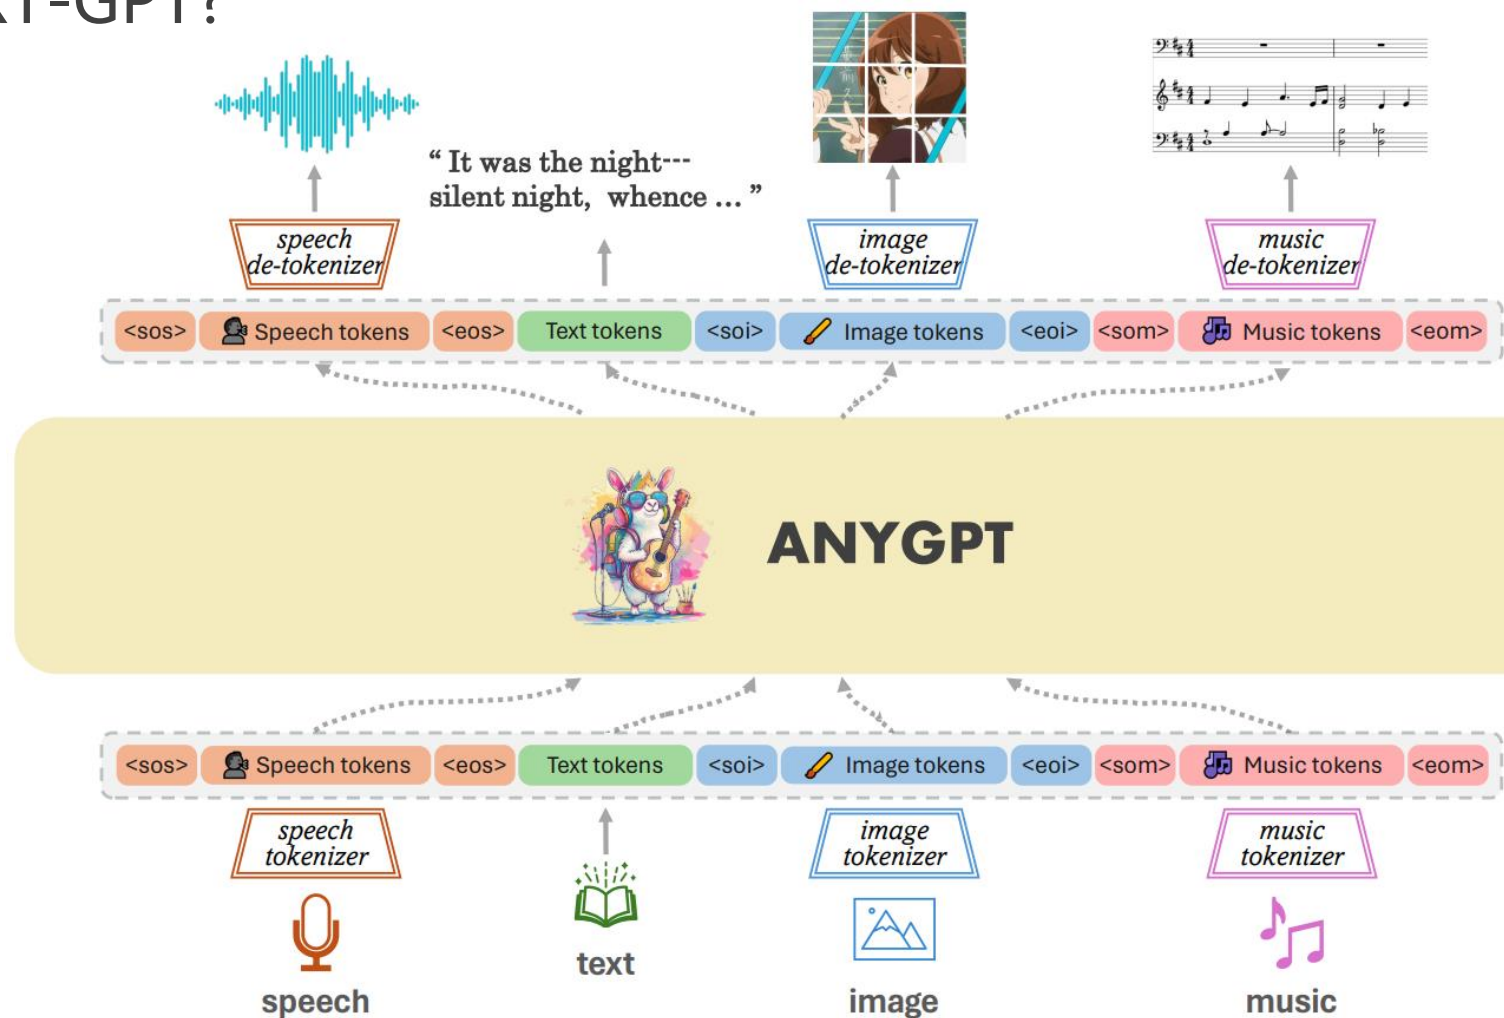 XT-GPT?
“ It was the night---
silent night, whence ... ”
speech
de-tokenizer
image
de-tokenizer
music
de-tokenizer
<sos> Speech tokens <eos> Text tokens <soi> Image tokens <eoi> <som> Music tokens <eom>
ANYGPT
<sos> Speech tokens <eos> Text tokens <soi> Image tokens <eoi> <som> Music tokens <eom>
speech
tokenizer
image
tokenizer
music
tokenizer
text
speech
image
music